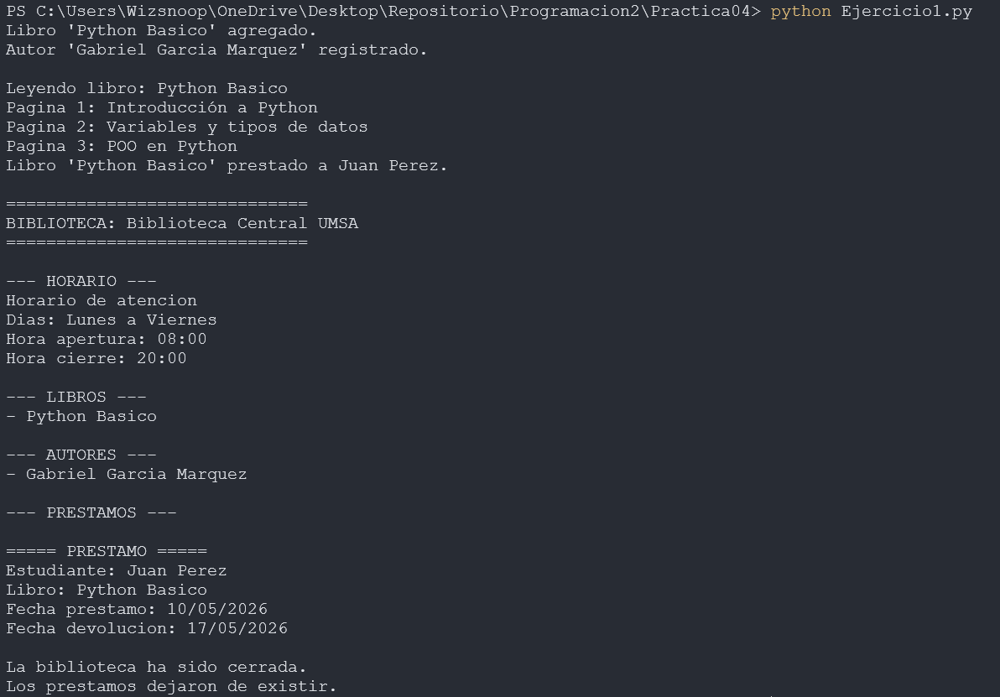 PS C:\Users\Wizsnoop\OneDrive\Desktop\Repositorio\Programacion2\Practica04> python Ejercicio1.py
Libro 'Python Basico' agregado.
Autor 'Gabriel Garcia Marquez' registrado.
Leyendo libro: Python Basico
Pagina 1: Introducción a Python
Pagina 2: Variables y tipos de datos
Pagina 3: POO en Python
Libro 'Python Basico' prestado a Juan Perez.
==============================
BIBLIOTECA: Biblioteca Central UMSA
==============================
--- HORARIO ---
Horario de atencion
Dias: Lunes a Viernes
Hora apertura: 08:00
Hora cierre: 20:00
--- LIBROS ---
- Python Basico
--- AUTORES ---
- Gabriel Garcia Marquez
--- PRESTAMOS ---
===== PRESTAMO =====
Estudiante: Juan Perez
Libro: Python Basico
Fecha prestamo: 10/05/2026
Fecha devolucion: 17/05/2026
La biblioteca ha sido cerrada.
Los prestamos dejaron de existir.